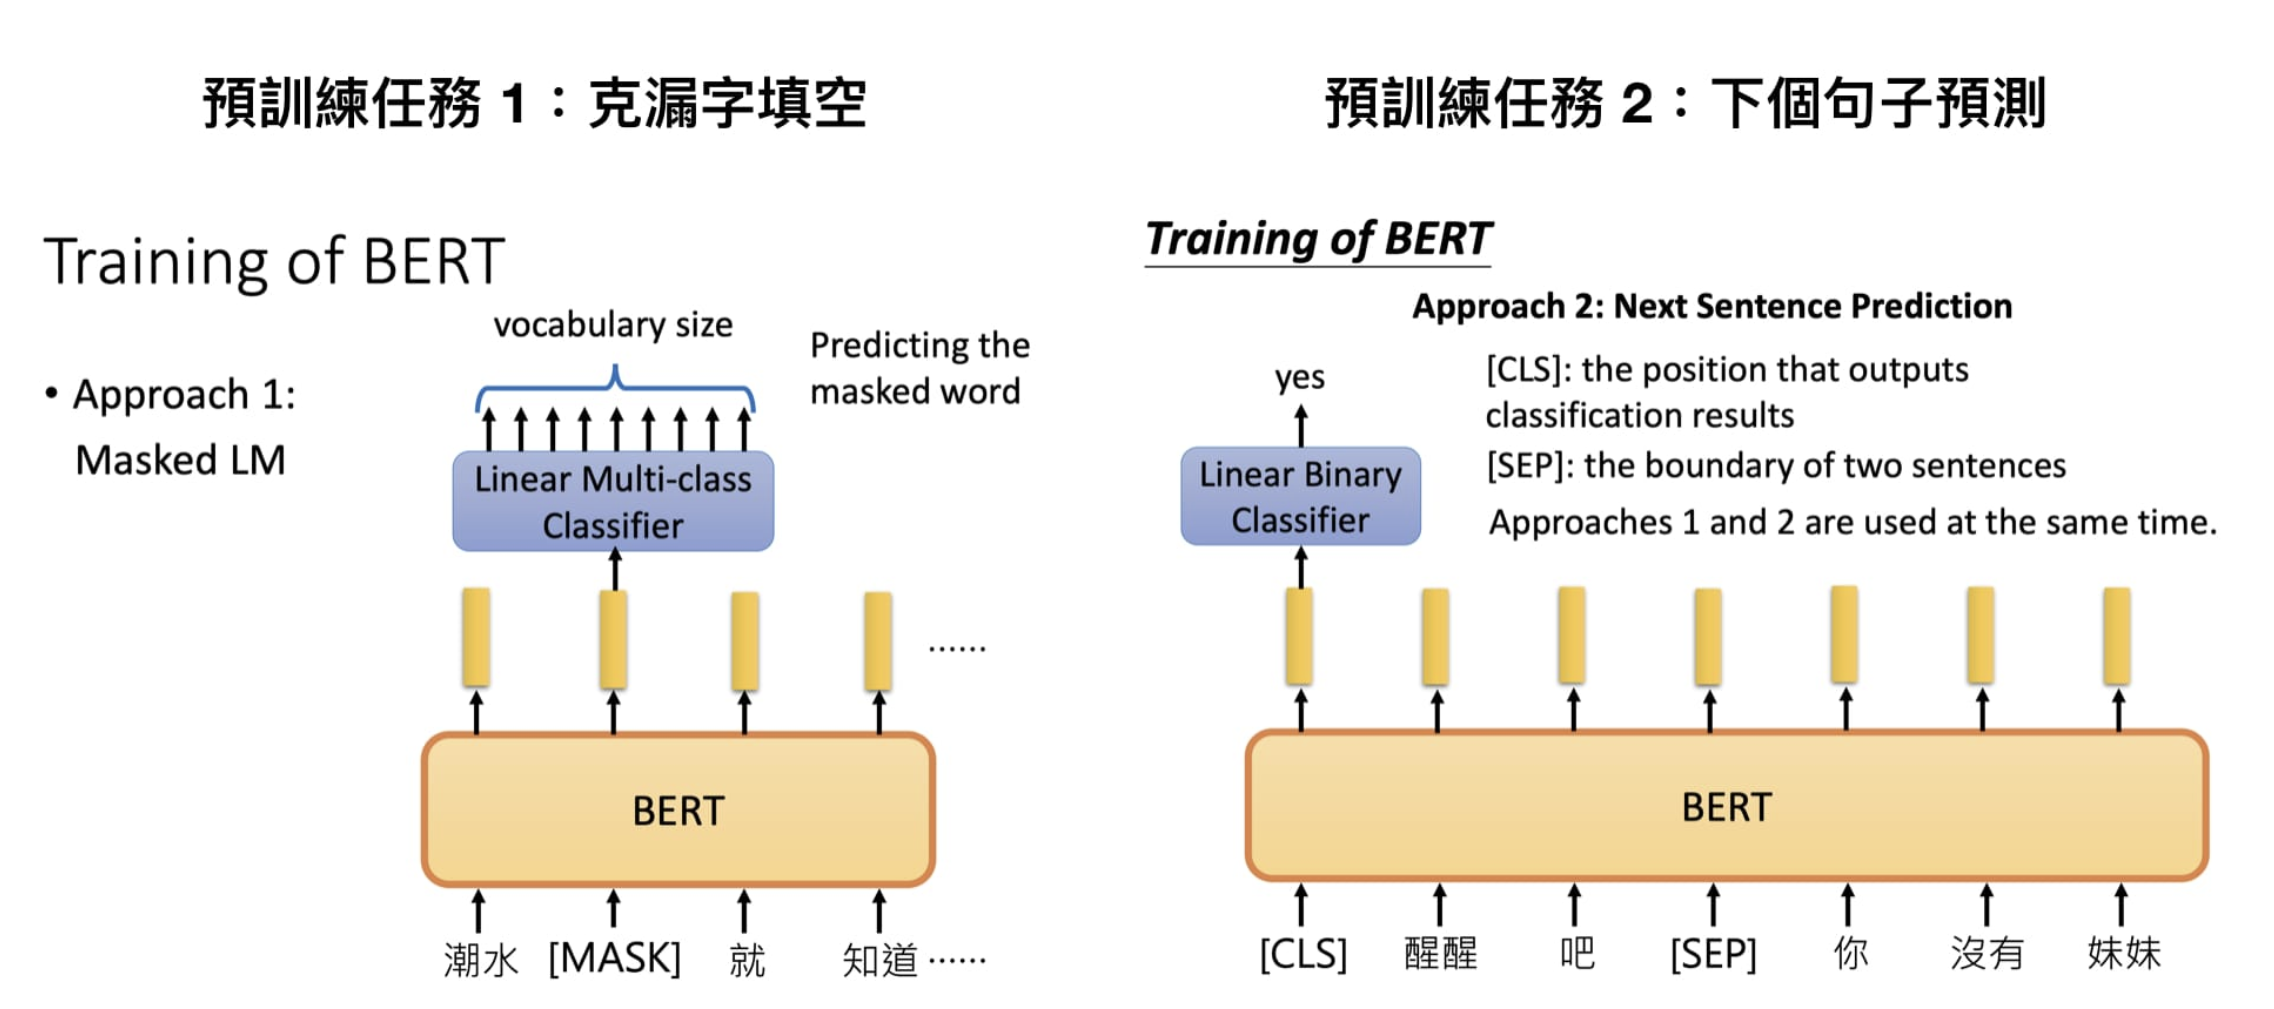 預訓練任務 1：克漏字填空
Training of BERT
• Approach 1:
Masked LM
vocabulary size
Predicting the
masked word
Linear Multi-class
Classifier
......
BERT
潮水 [MASK] 就 知道 ......
預訓練任務 2：下個句子預測
Training of BERT
Approach 2: Next Sentence Prediction
yes
[CLS]: the position that outputs
classification results
[SEP]: the boundary of two sentences
Approaches 1 and 2 are used at the same time.
Linear Binary
Classifier
BERT
[CLS] 醒醒 吧 [SEP] 你 沒有 妹妹